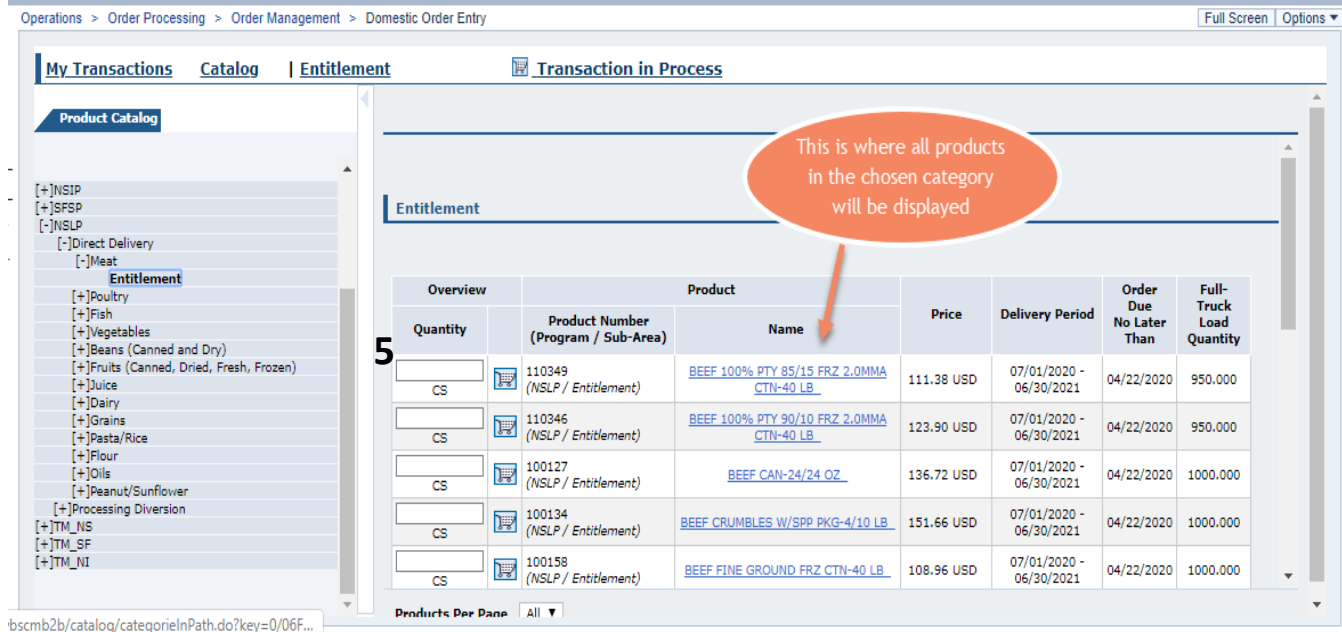 Operations > Order Processing > Order Management > Domestic Order Entry
Full Screen Options ▼
My Transactions Catalog | Entitlement Transaction in Process
Product Catalog
[+]NSIP
[+]SFSP
[-]NSLP
[-]Direct Delivery
[-]Meat
Entitlement
[+]Poultry
[+]Fish
[+]Vegetables
[+]Beans (Canned and Dry)
[+]Fruits (Canned, Dried, Fresh, Frozen)
[+]Juice
[+]Dairy
[+]Grains
[+]Pasta/Rice
[+]Flour
[+]Oils
[+]Peanut/Sunflower
[+]Processing Diversion
[+]TM_NS
[+]TM_SF
[+]TM_NI
This is where all products
in the chosen category
will be displayed
Entitlement
Overview Product Price Delivery Period Order Due No Later Than Full-Truck Load Quantity
Quantity Product Number (Program / Sub-Area) Name
5
CS 110349 (NSLP / Entitlement) BEEF 100% PTY 85/15 FRZ 2.0MMA CTN-40 LB 111.38 USD 07/01/2020 - 06/30/2021 04/22/2020 950.000
CS 110346 (NSLP / Entitlement) BEEF 100% PTY 90/10 FRZ 2.0MMA CTN-40 LB 123.90 USD 07/01/2020 - 06/30/2021 04/22/2020 950.000
CS 100127 (NSLP / Entitlement) BEEF CAN-24/24 OZ 136.72 USD 07/01/2020 - 06/30/2021 04/22/2020 1000.000
CS 100134 (NSLP / Entitlement) BEEF CRUMBLES W/SPP PKG-4/10 LB 151.66 USD 07/01/2020 - 06/30/2021 04/22/2020 1000.000
CS 100158 (NSLP / Entitlement) BEEF FINE GROUND FRZ CTN-40 LB 108.96 USD 07/01/2020 - 06/30/2021 04/22/2020 1000.000
Products Per Page All ▼
bscmb2b/catalog/categorieInPath.do?key=0/06F...